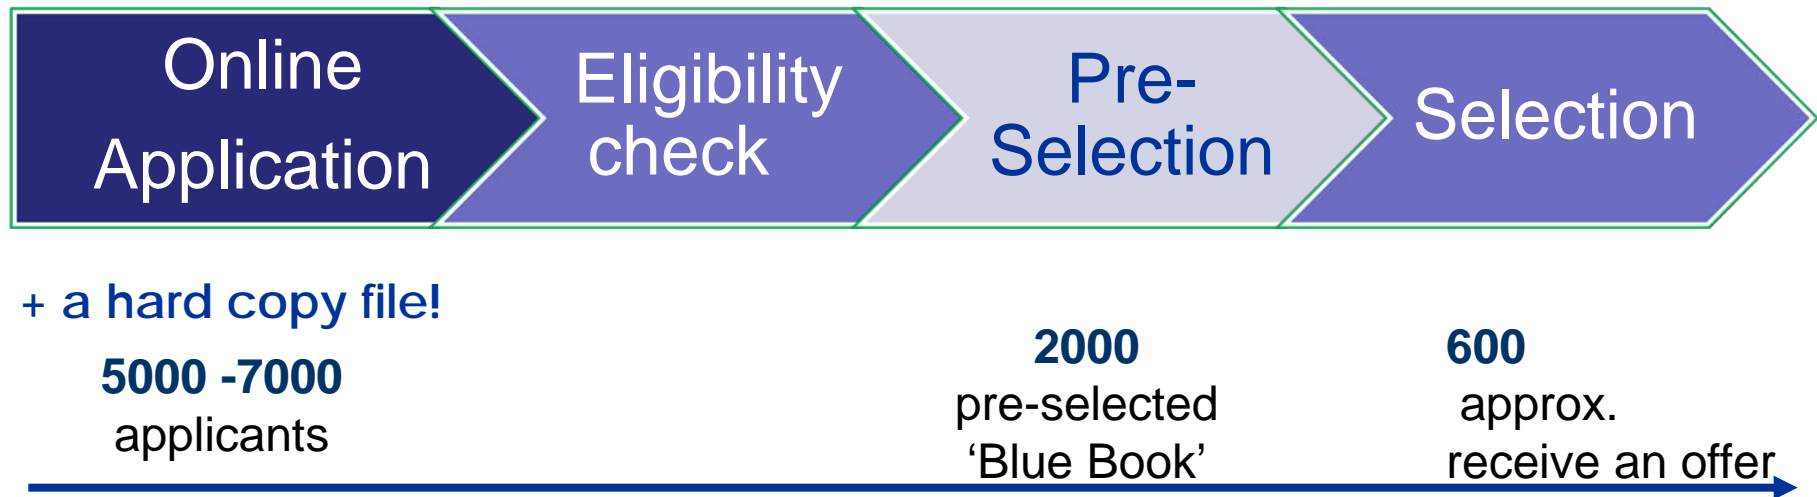 Online
Application
Eligibility
check
Pre-
Selection
Selection
+ a hard copy file!
5000 -7000
applicants
2000
pre-selected
‘Blue Book’
600
approx.
receive an offer